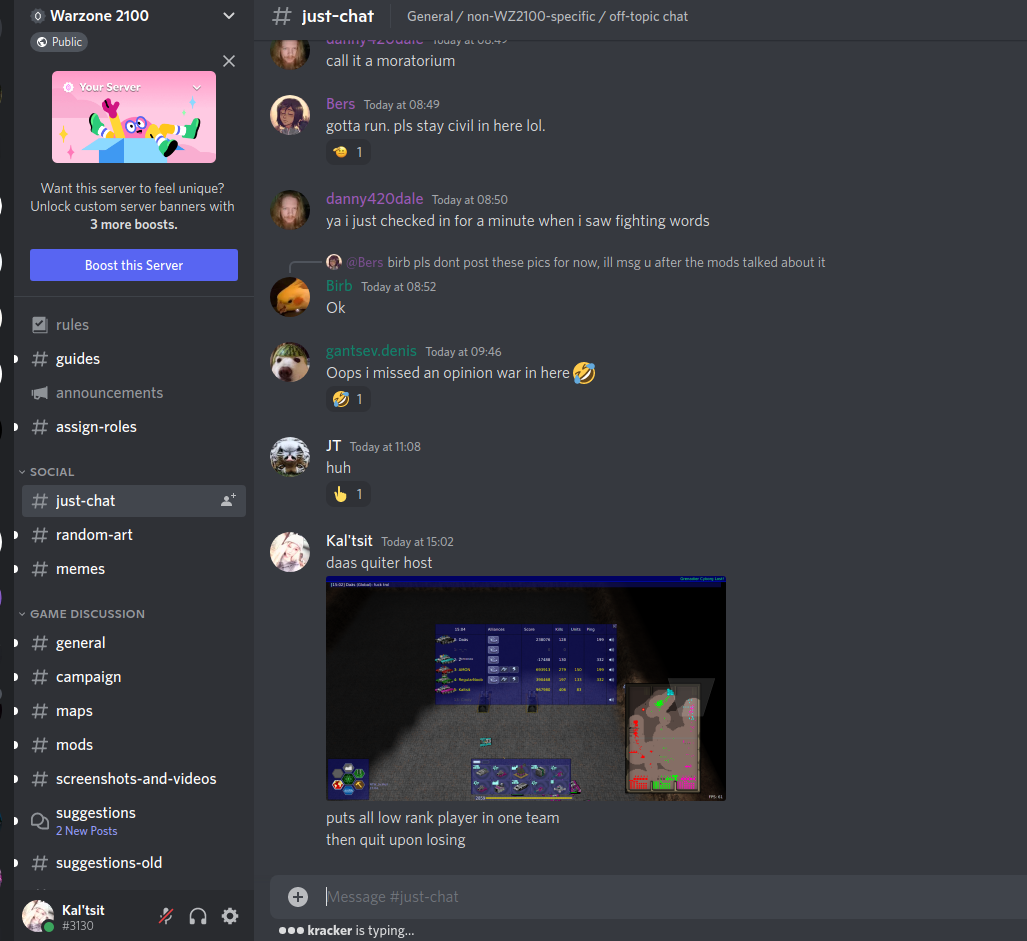 Warzone 2100
Public
Your Server
Want this server to feel unique?
Unlock custom server banners with
3 more boosts.
Boost this Server
rules
guides
announcements
assign-roles
SOCIAL
just-chat
random-art
memes
GAME DISCUSSION
general
campaign
maps
mods
screenshots-and-videos
suggestions
2 New Posts
suggestions-old
Kal'tsit
#3130
just-chat
General / non-WZ2100-specific / off-topic chat
danny420dale Today at 08:49
call it a moratorium
Bers Today at 08:49
gotta run. pls stay civil in here lol.
1
danny420dale Today at 08:50
ya i just checked in for a minute when i saw fighting words
@Bers birb pls dont post these pics for now, ill msg u after the mods talked about it
Birb Today at 08:52
Ok
gantsev.denis Today at 09:46
Oops i missed an opinion war in here🤣
1
JT Today at 11:08
huh
1
Kal'tsit Today at 15:02
daas quiter host
Alliances Score Kills Units Ping
puts all low rank player in one team
then quit upon losing
Message #just-chat
kracker is typing...